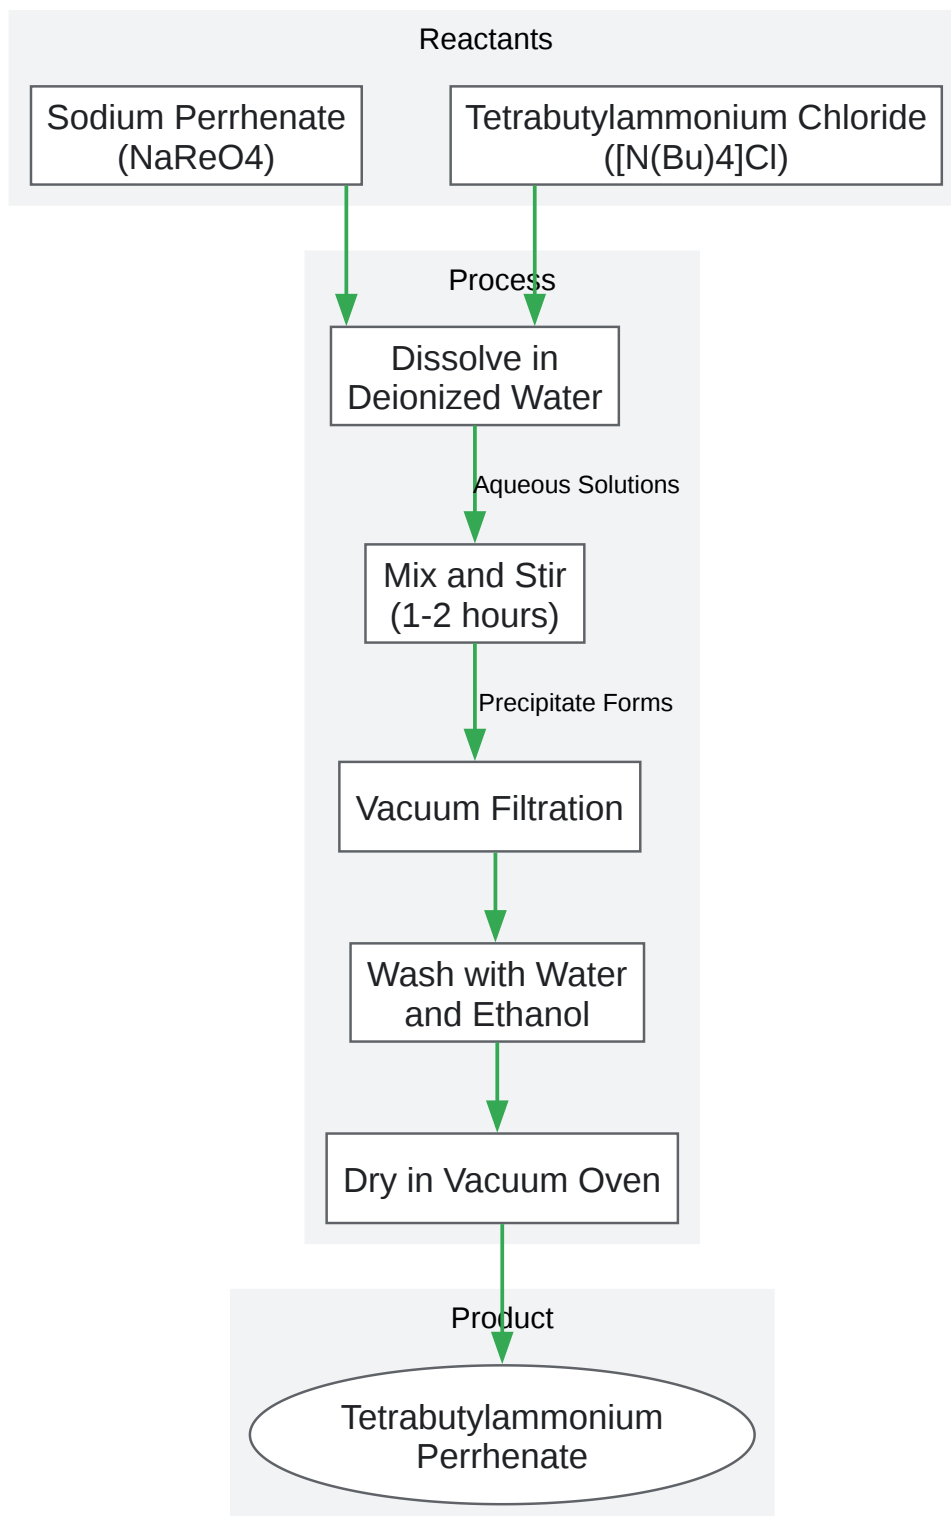 Reactants
Sodium Perrhenate
(NaReO4)
Tetrabutylammonium Chloride
([N(Bu)4]Cl)
Process
Dissolve in
Deionized Water
Aqueous Solutions
Mix and Stir
(1-2 hours)
Precipitate Forms
Vacuum Filtration
Wash with Water
and Ethanol
Dry in Vacuum Oven
Product
Tetrabutylammonium
Perrhenate